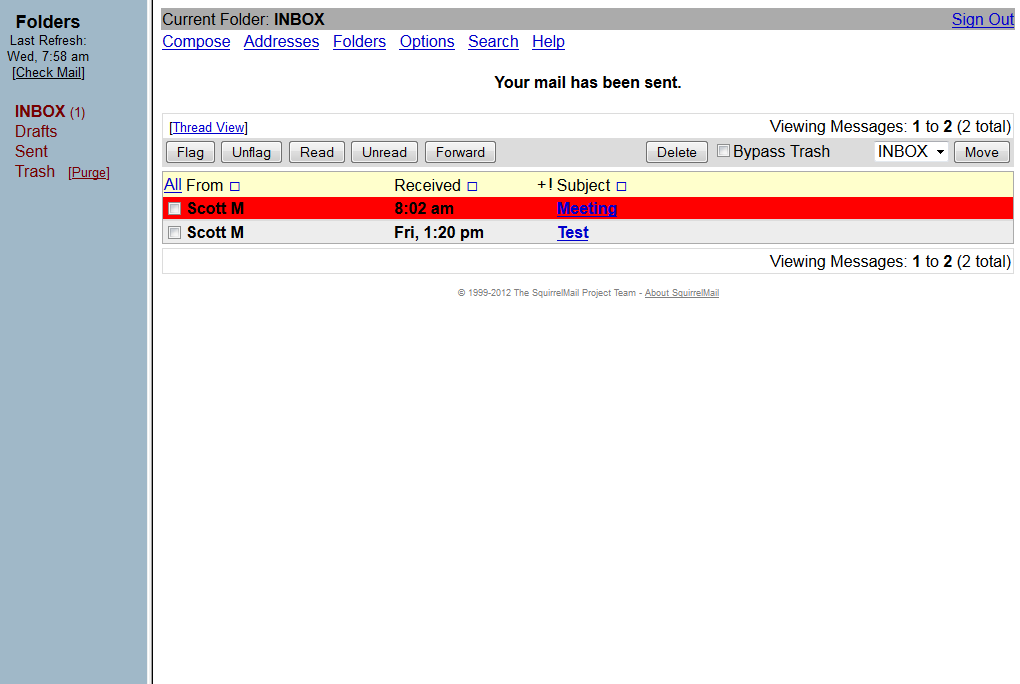 Folders
Last Refresh:
Wed, 7:58 am
[Check Mail]
INBOX (1)
Drafts
Sent
Trash [Purge]
Current Folder: INBOX Sign Out
Compose Addresses Folders Options Search Help
Your mail has been sent.
[Thread View] Viewing Messages: 1 to 2 (2 total)
Flag Unflag Read Unread Forward Delete Bypass Trash INBOX Move
All From Received +! Subject
Scott M 8:02 am Meeting
Scott M Fri, 1:20 pm Test
Viewing Messages: 1 to 2 (2 total)
© 1999-2012 The SquirrelMail Project Team - About SquirrelMail